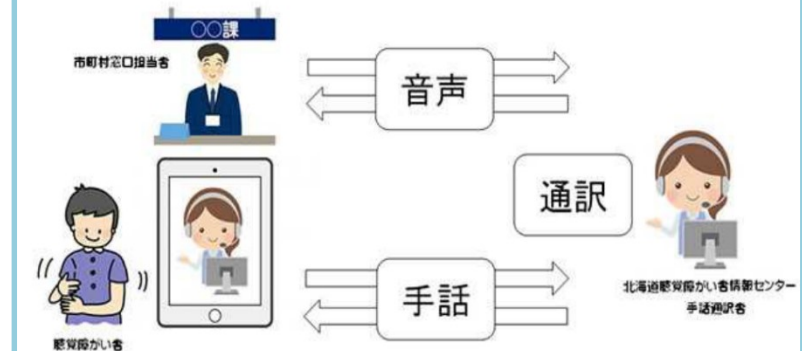 〇〇課
市町村窓口担当者
音声
通訳
手話
北海道感覚障がい者情報センター
手話通訳者
感覚障がい者